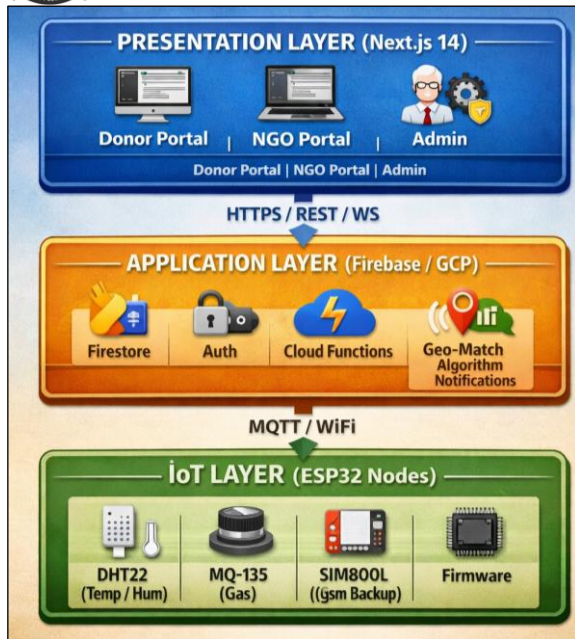 PRESENTATION LAYER (Next.js 14)
Donor Portal | NGO Portal | Admin
Donor Portal | NGO Portal | Admin
HTTPS / REST / WS
APPLICATION LAYER (Firebase / GCP)
Firestore
Auth
Cloud Functions
Geo-Match
Algorithm
Notifications
MQTT / WiFi
İoT LAYER (ESP32 Nodes)
DHT22
(Temp / Hum)
MQ-135
(Gas)
SIM800L
((gsm Backup)
Firmware